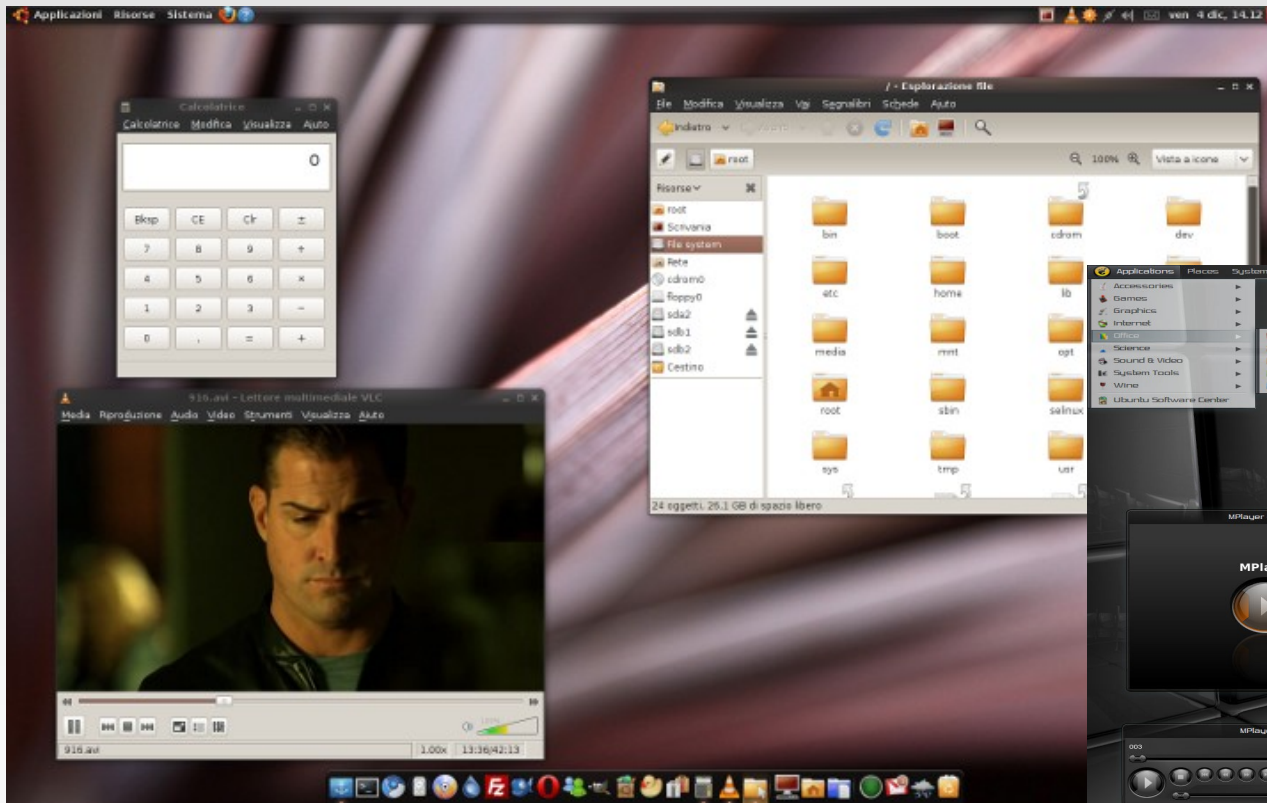 Applicazioni Risorse Sistema
ven 4 dic, 14.12
Calcolatrice
Calcolatrice Modifica Visualizza Aiuto
0
Bksp CE Clr ±
7 8 9 ÷
4 5 6 ×
1 2 3 −
0 , = +
/ - Esplorazione file
File Modifica Visualizza Vai Segnalibri Schede Aiuto
Indietro
root
100%
Vista a icone
Risorse
root
Scrivania
File system
Rete
cdrom0
floppy0
sda2
sdb1
sdb2
Cestino
bin boot cdrom dev
etc home lib
media mnt opt
root sbin selinux
sys tmp usr
24 oggetti, 26.1 GB di spazio libero
916.avi - Lettore multimediale VLC
Media Riproduzione Audio Video Strumenti Visualizza Aiuto
916.avi
1.00x 13:36/42:13
Applications Places System
Accessories
Games
Graphics
Internet
Office
Science
Sound & Video
System Tools
Wine
Ubuntu Software Center
MPlayer
003